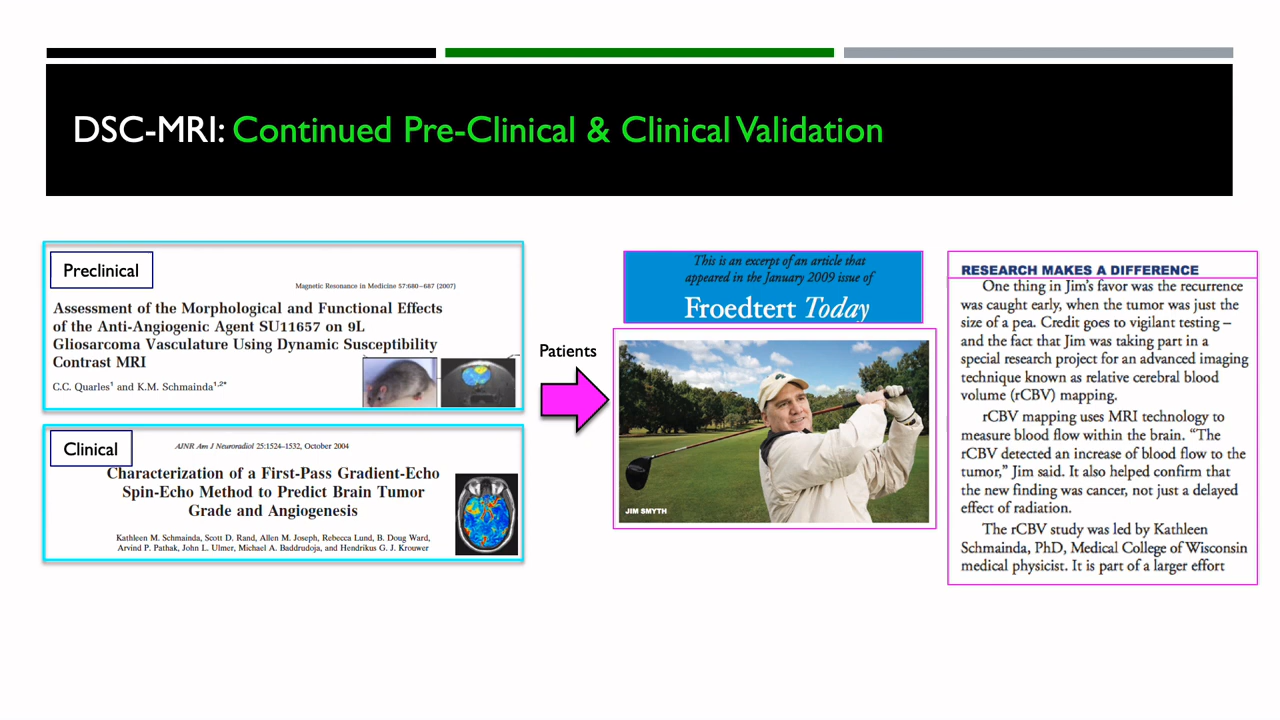 DSC-MRI: Continued Pre-Clinical & Clinical Validation
Preclinical
Magnetic Resonance in Medicine 57:680–687 (2007)
Assessment of the Morphological and Functional Effects
of the Anti-Angiogenic Agent SU11657 on 9L
Gliosarcoma Vasculature Using Dynamic Susceptibility
Contrast MRI
C.C. Quarles¹ and K.M. Schmainda¹,²*
Clinical
AJNR Am J Neuroradiol 25:1524–1532, October 2004
Characterization of a First-Pass Gradient-Echo
Spin-Echo Method to Predict Brain Tumor
Grade and Angiogenesis
Kathleen M. Schmainda, Scott D. Rand, Allen M. Joseph, Rebecca Lund, B. Doug Ward,
Arvind P. Pathak, John L. Ulmer, Michael A. Baddrudoja, and Hendrikus G. J. Krouwer
Patients
This is an excerpt of an article that
appeared in the January 2009 issue of
Froedtert Today
JIM SMYTH
RESEARCH MAKES A DIFFERENCE
One thing in Jim's favor was the recurrence
was caught early, when the tumor was just the
size of a pea. Credit goes to vigilant testing –
and the fact that Jim was taking part in a
special research project for an advanced imaging
technique known as relative cerebral blood
volume (rCBV) mapping.
rCBV mapping uses MRI technology to
measure blood flow within the brain. “The
rCBV detected an increase of blood flow to the
tumor,” Jim said. It also helped confirm that
the new finding was cancer, not just a delayed
effect of radiation.
The rCBV study was led by Kathleen
Schmainda, PhD, Medical College of Wisconsin
medical physicist. It is part of a larger effort